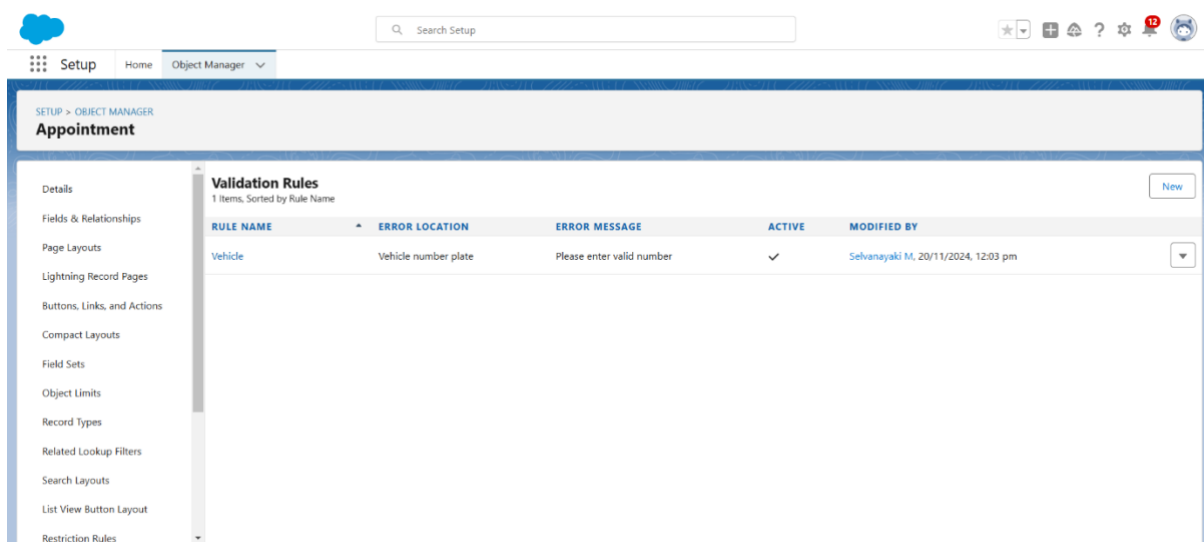 Search Setup
12
Setup
Home
Object Manager
SETUP > OBJECT MANAGER
Appointment
Details
Fields & Relationships
Page Layouts
Lightning Record Pages
Buttons, Links, and Actions
Compact Layouts
Field Sets
Object Limits
Record Types
Related Lookup Filters
Search Layouts
List View Button Layout
Restriction Rules
Validation Rules
1 Items, Sorted by Rule Name
New
RULE NAME ERROR LOCATION ERROR MESSAGE ACTIVE MODIFIED BY
Vehicle Vehicle number plate Please enter valid number Selvanayaki M, 20/11/2024, 12:03 pm